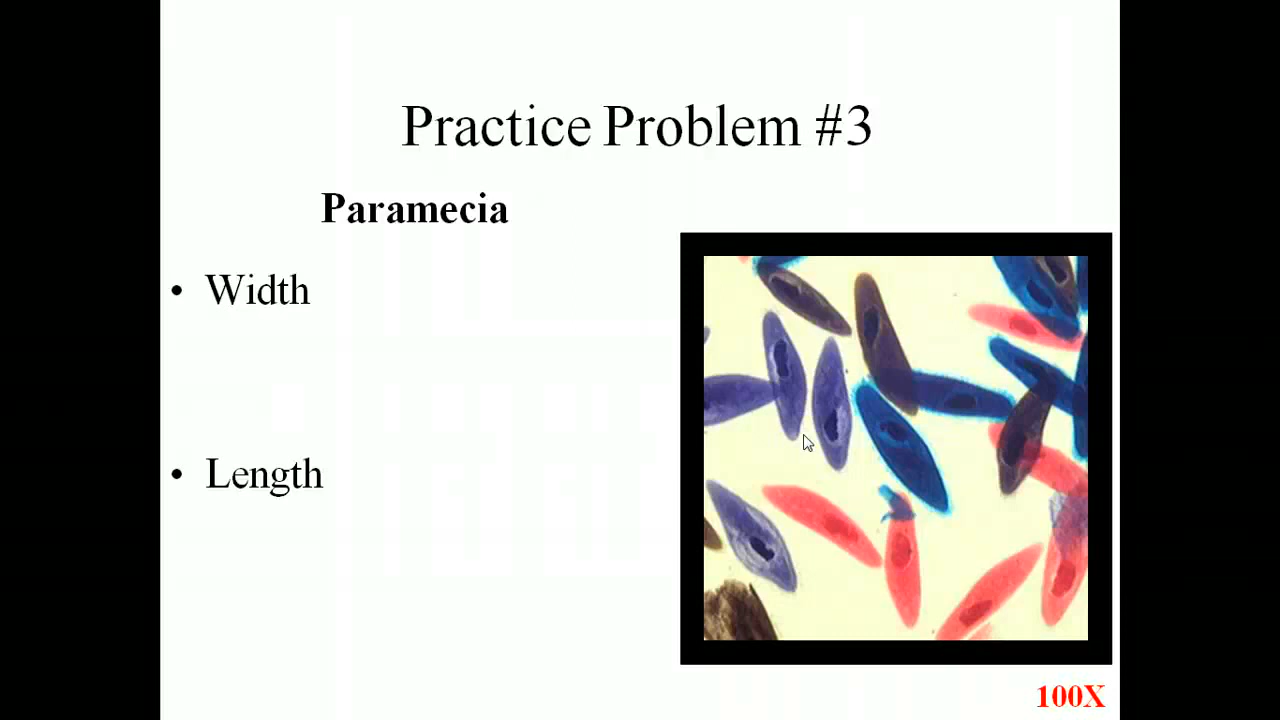 Practice Problem #3
Paramecia
• Width
• Length
100X